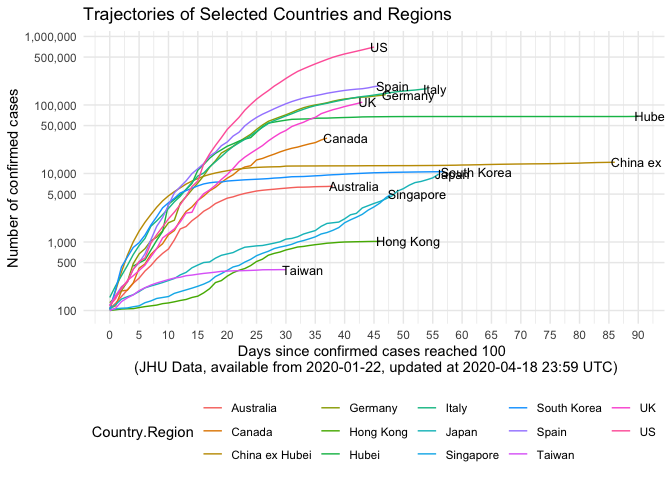 Trajectories of Selected Countries and Regions
Number of confirmed cases
1,000,000
500,000
100,000
50,000
10,000
5,000
1,000
500
100
US
Spain
Italy
Germany
UK
Hube
Canada
China ex
South Korea
Japan
Australia
Singapore
Hong Kong
Taiwan
0 5 10 15 20 25 30 35 40 45 50 55 60 65 70 75 80 85 90
Days since confirmed cases reached 100
(JHU Data, available from 2020-01-22, updated at 2020-04-18 23:59 UTC)
Country.Region
Australia Germany Italy South Korea UK
Canada Hong Kong Japan Spain US
China ex Hubei Hubei Singapore Taiwan